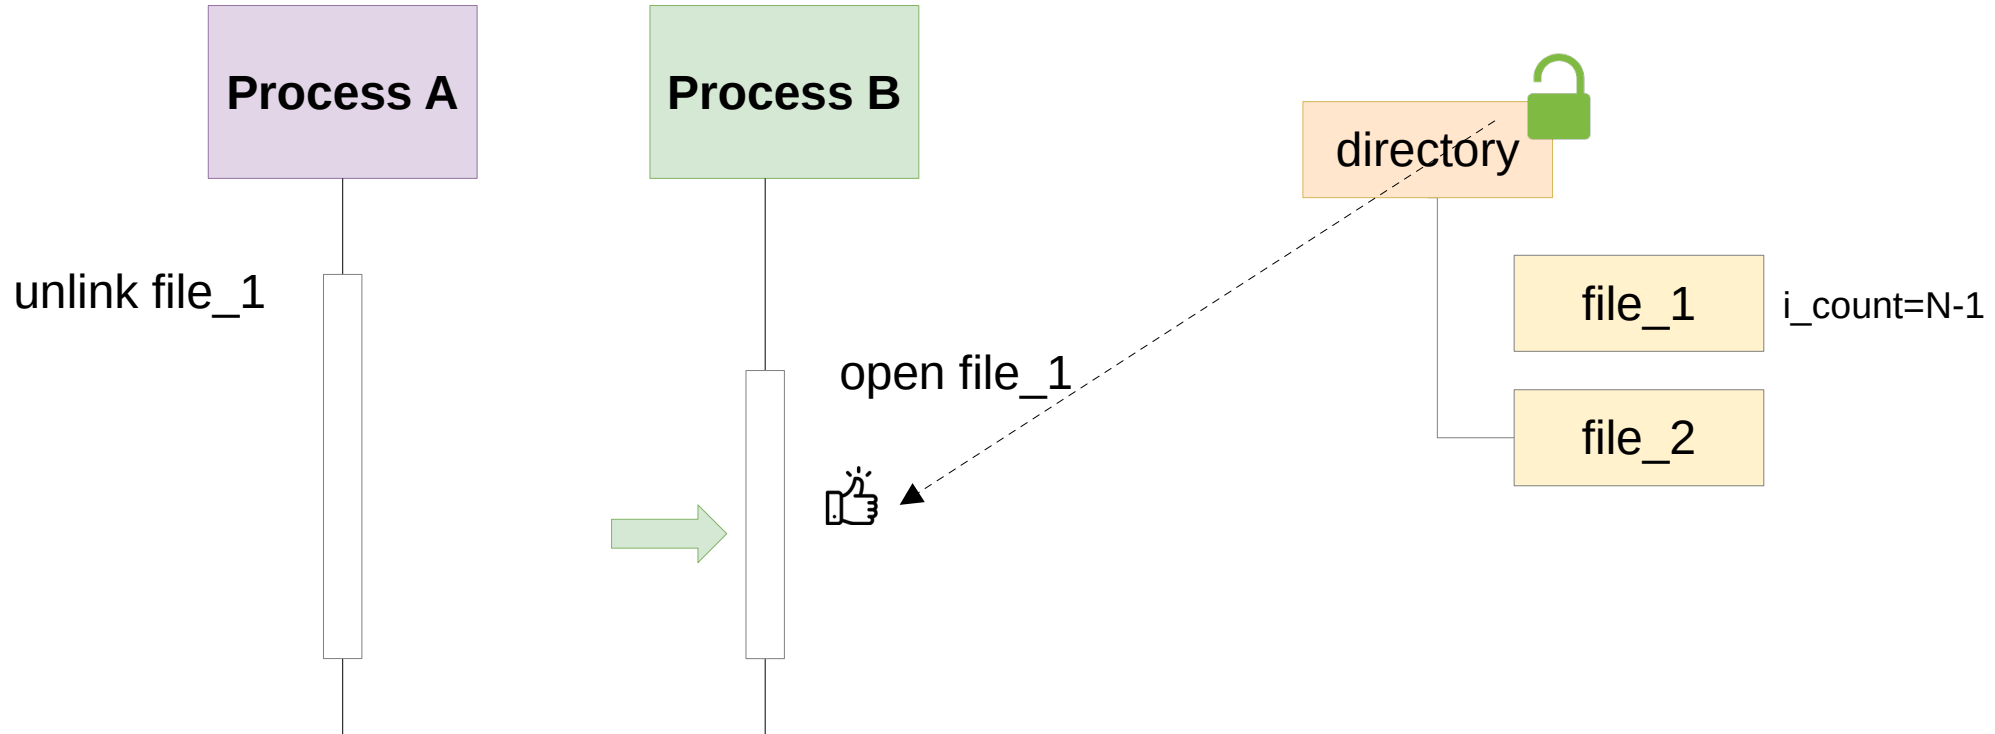 Process A
Process B
directory
unlink file_1
file_1
i_count=N-1
open file_1
file_2